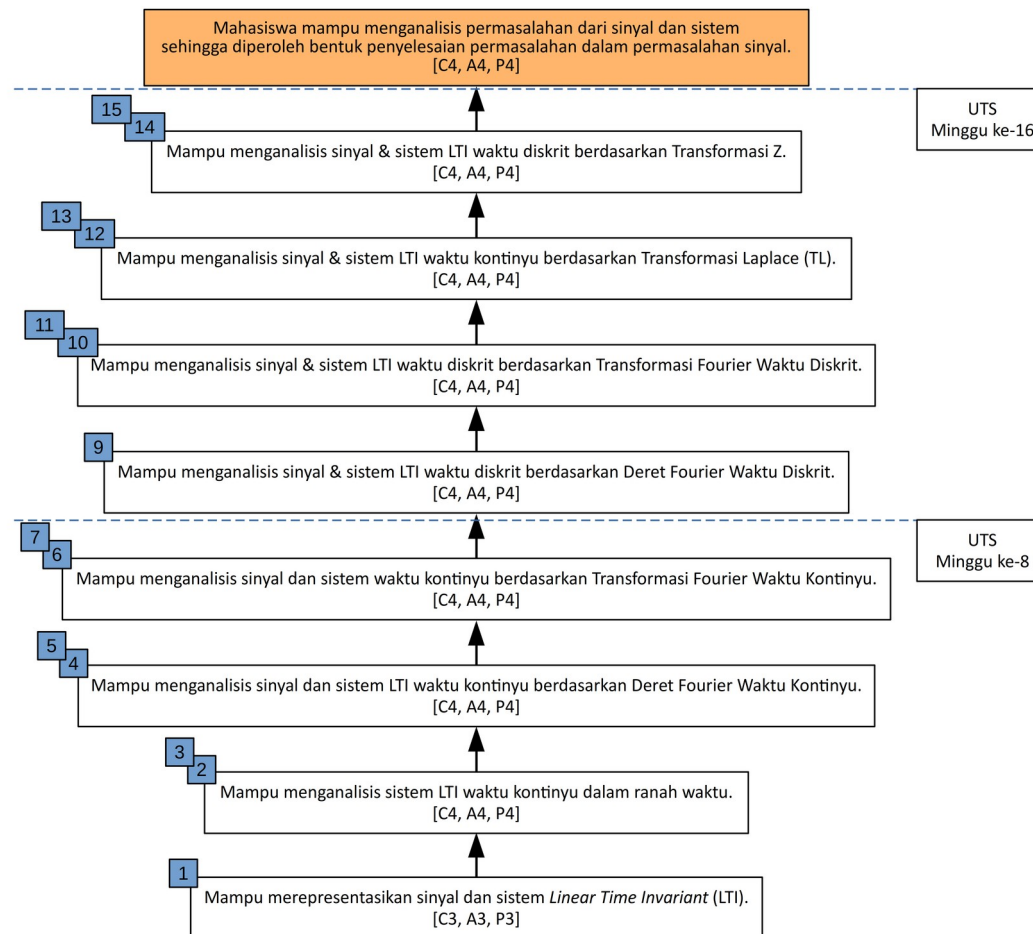 Mahasiswa mampu menganalisis permasalahan dari sinyal dan sistem
sehingga diperoleh bentuk penyelesaian permasalahan dalam permasalahan sinyal.
[C4, A4, P4]
15
14
UTS
Minggu ke-16
Mampu menganalisis sinyal & sistem LTI waktu diskrit berdasarkan Transformasi Z.
[C4, A4, P4]
13
12
Mampu menganalisis sinyal & sistem LTI waktu kontinyu berdasarkan Transformasi Laplace (TL).
[C4, A4, P4]
11
10
Mampu menganalisis sinyal & sistem LTI waktu diskrit berdasarkan Transformasi Fourier Waktu Diskrit.
[C4, A4, P4]
9
Mampu menganalisis sinyal & sistem LTI waktu diskrit berdasarkan Deret Fourier Waktu Diskrit.
[C4, A4, P4]
7
6
UTS
Minggu ke-8
Mampu menganalisis sinyal dan sistem waktu kontinyu berdasarkan Transformasi Fourier Waktu Kontinyu.
[C4, A4, P4]
5
4
Mampu menganalisis sinyal dan sistem LTI waktu kontinyu berdasarkan Deret Fourier Waktu Kontinyu.
[C4, A4, P4]
3
2
Mampu menganalisis sistem LTI waktu kontinyu dalam ranah waktu.
[C4, A4, P4]
1
Mampu merepresentasikan sinyal dan sistem Linear Time Invariant (LTI).
[C3, A3, P3]